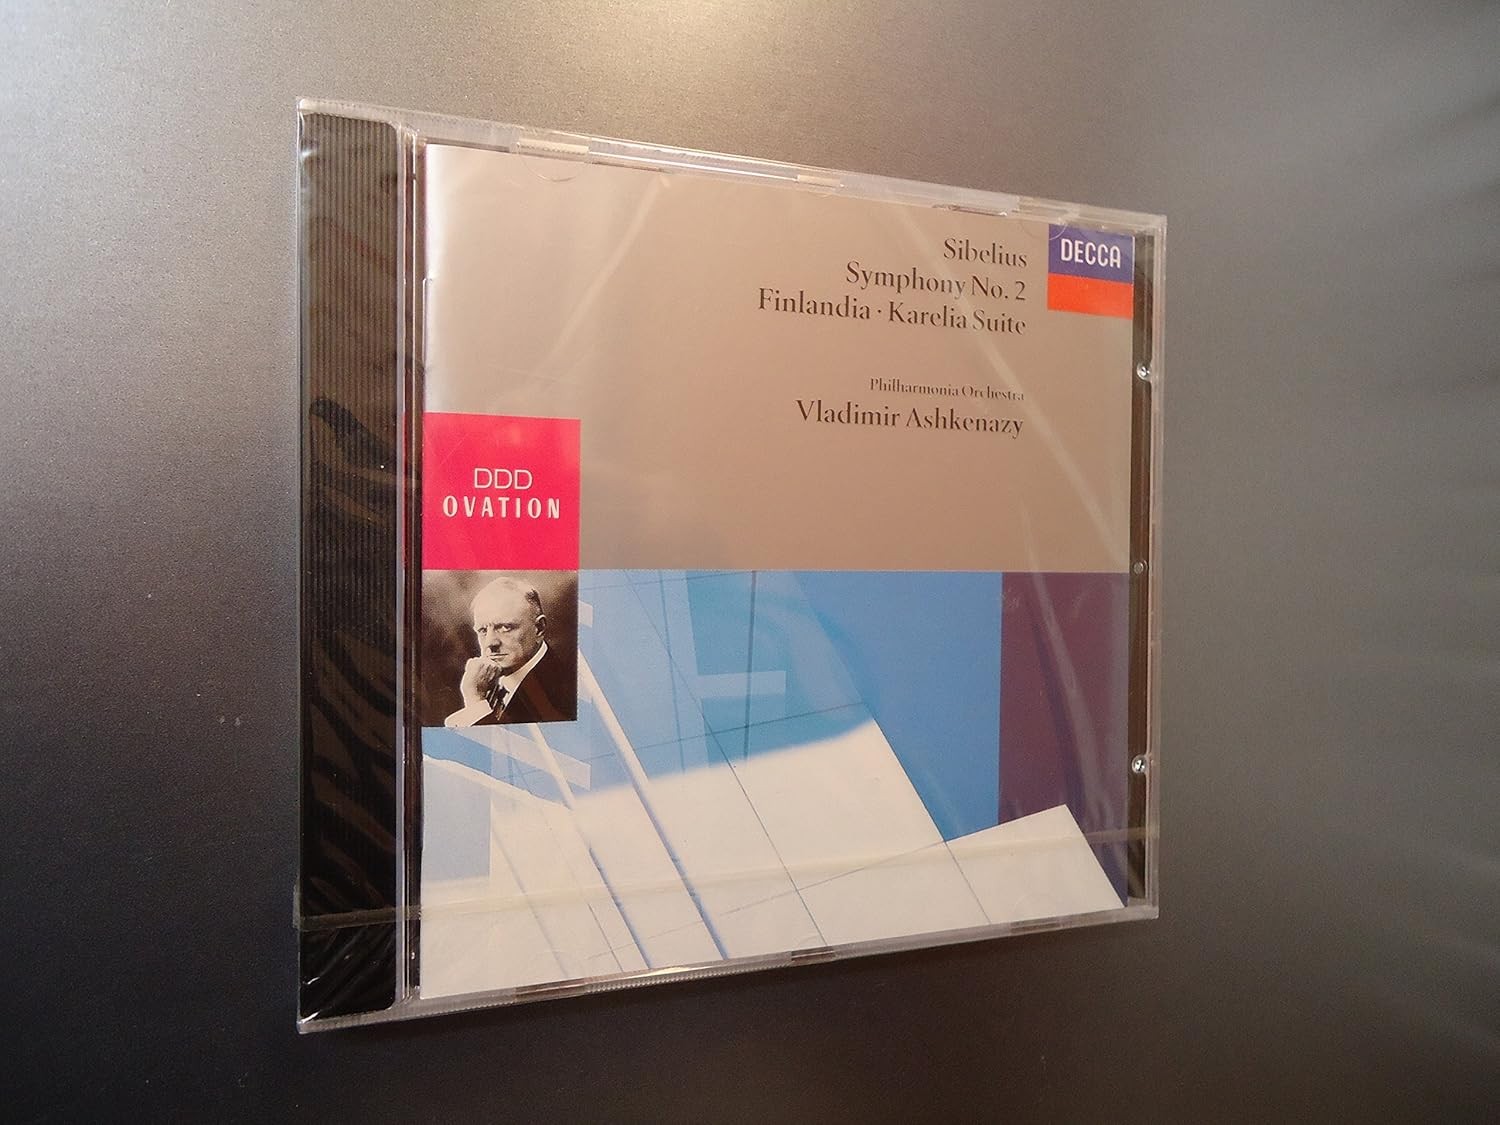 Sibelius
Symphony No. 2
Finlandia · Karelia Suite
DECCA
Philharmonia Orchestra
Vladimir Ashkenazy
DDD
OVATION